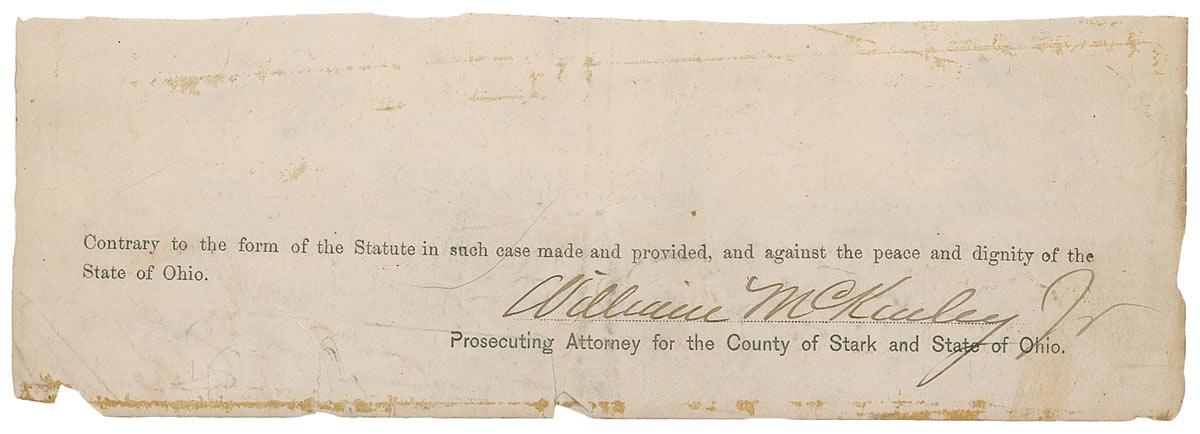 Contrary to the form of the Statute in such case made and provided, and against the peace and dignity of the
State of Ohio.
William McKinley Jr
Prosecuting Attorney for the County of Stark and State of Ohio.